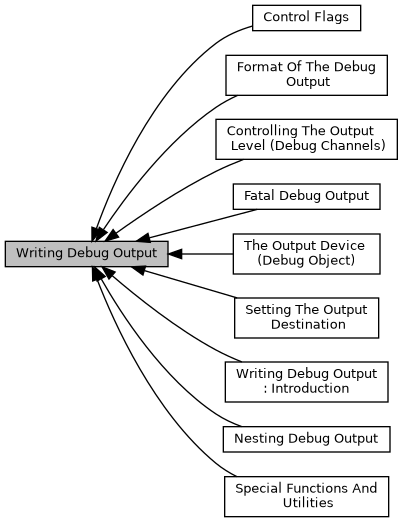 Control Flags
Format Of The Debug
Output
Controlling The Output
Level (Debug Channels)
Fatal Debug Output
Writing Debug Output
The Output Device
(Debug Object)
Setting The Output
Destination
Writing Debug Output
: Introduction
Nesting Debug Output
Special Functions And
Utilities